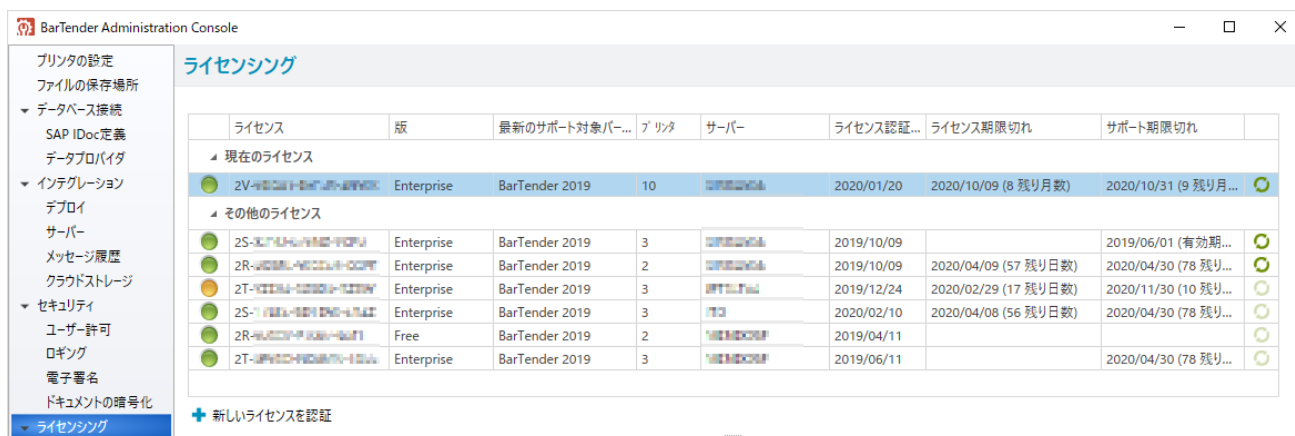 BarTender Administration Console
プリンタの設定
ファイルの保存場所
データベース接続
SAP IDoc定義
データプロバイダ
インテグレーション
デプロイ
サーバー
メッセージ履歴
クラウドストレージ
セキュリティ
ユーザー許可
ロギング
電子署名
ドキュメントの暗号化
ライセンシング
ライセンシング
ライセンス 版 最新のサポート対象バー... プリンタ サーバー ライセンス認証... ライセンス期限切れ サポート期限切れ
現在のライセンス
2V- Enterprise BarTender 2019 10 2020/01/20 2020/10/09 (8 残り月数) 2020/10/31 (9 残り月...
その他のライセンス
2S- Enterprise BarTender 2019 3 2019/10/09 2019/06/01 (有効期...
2R- Enterprise BarTender 2019 2 2019/10/09 2020/04/09 (57 残り日数) 2020/04/30 (78 残り...
2T- Enterprise BarTender 2019 3 2019/12/24 2020/02/29 (17 残り日数) 2020/11/30 (10 残り...
2S- Enterprise BarTender 2019 3 2020/02/10 2020/04/08 (56 残り日数) 2020/04/30 (78 残り...
2R- Free BarTender 2019 2 2019/04/11
2T- Enterprise BarTender 2019 3 2019/06/11 2020/04/30 (78 残り...
新しいライセンスを認証